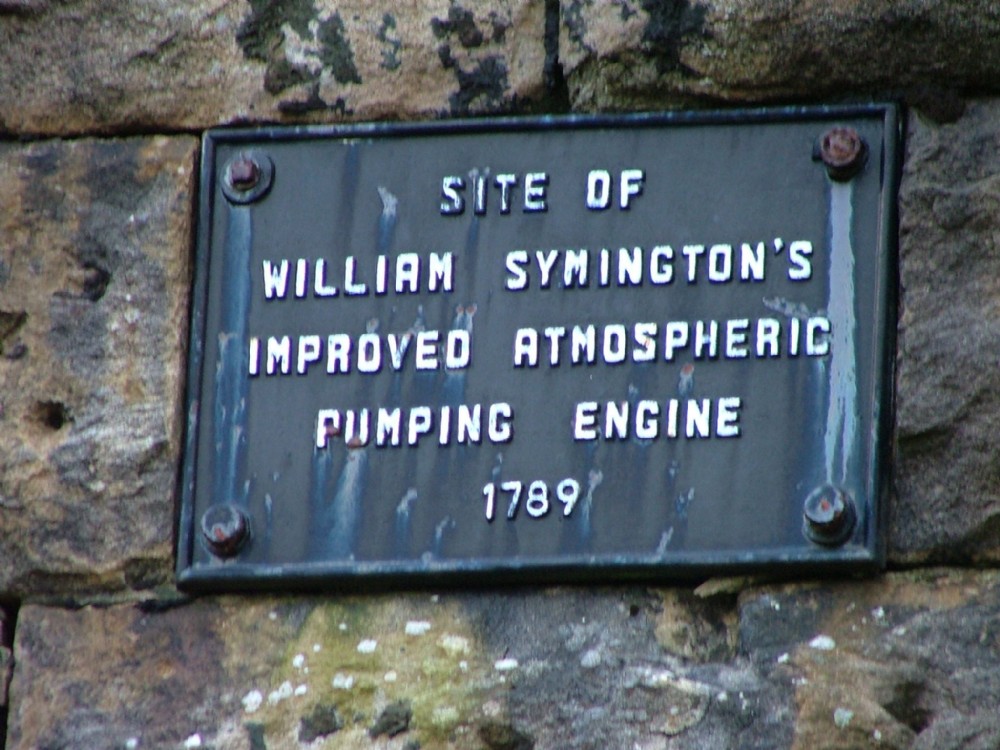 SITE OF
WILLIAM SYMINGTON'S
IMPROVED ATMOSPHERIC
PUMPING ENGINE
1789